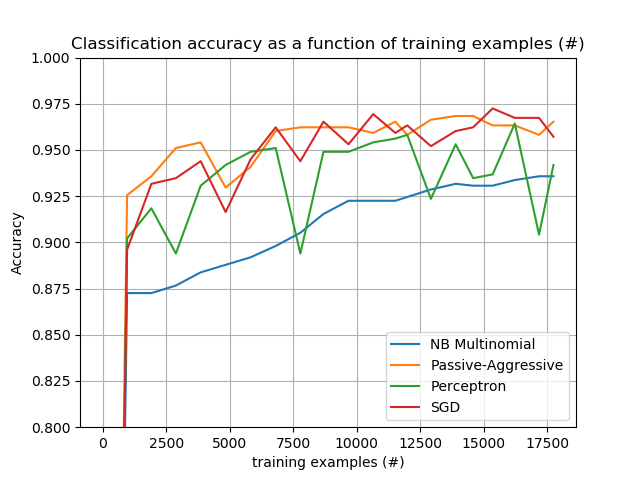 Classification accuracy as a function of training examples (#)
1.000
0.975
0.950
0.925
0.900
0.875
0.850
0.825
0.800
Accuracy
NB Multinomial
Passive-Aggressive
Perceptron
SGD
0 2500 5000 7500 10000 12500 15000 17500
training examples (#)